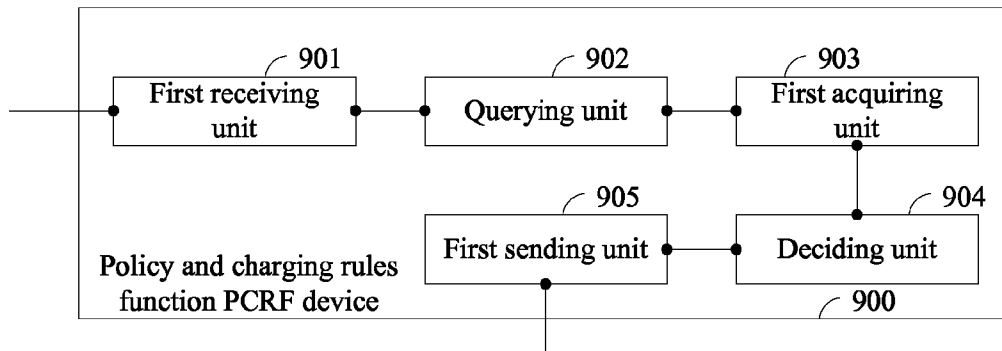 901
902
903
First receiving
unit
Querying unit
First acquiring
unit
905
904
First sending unit
Deciding unit
Policy and charging rules
function PCRF device
900